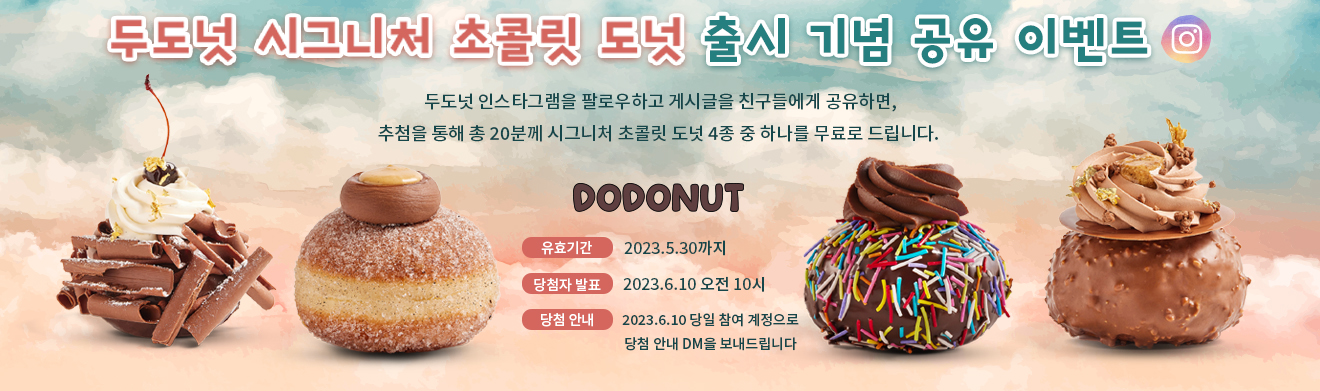 두도넛 시그니처 초콜릿 도넛 출시 기념 공유 이벤트
두도넛 인스타그램을 팔로우하고 게시글을 친구들에게 공유하면,
추첨을 통해 총 20분께 시그니처 초콜릿 도넛 4종 중 하나를 무료로 드립니다.
DODONUT
유효기간 2023.5.30까지
당첨자 발표 2023.6.10 오전 10시
당첨 안내 2023.6.10 당일 참여 계정으로
당첨 안내 DM을 보내드립니다